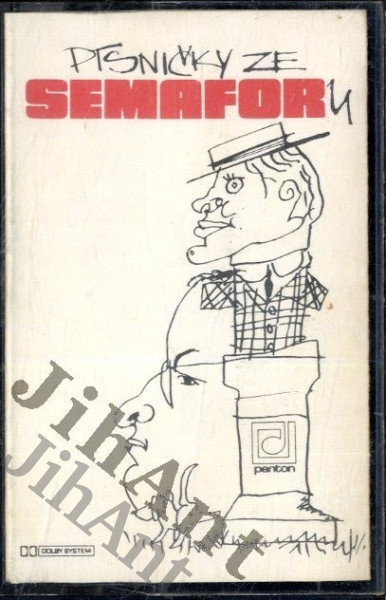 PÍSNIČKY ZE
SEMAFORu
panton
JihAnt
JihAnt
DOLBY SYSTEM